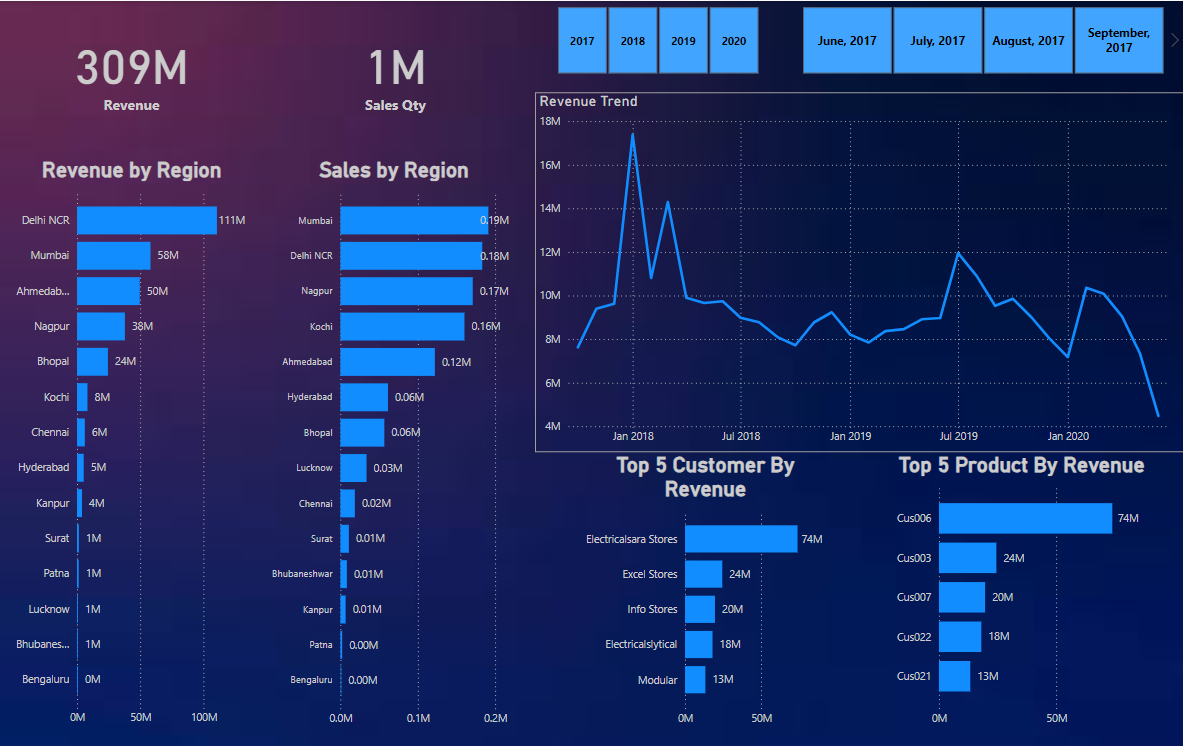 309M
Revenue
1M
Sales Qty
2017
2018
2019
2020
June, 2017
July, 2017
August, 2017
September,
2017
Revenue by Region
Delhi NCR 111M
Mumbai 58M
Ahmedab... 50M
Nagpur 38M
Bhopal 24M
Kochi 8M
Chennai 6M
Hyderabad 5M
Kanpur 4M
Surat 1M
Patna 1M
Lucknow 1M
Bhubanes... 1M
Bengaluru 0M
0M 50M 100M
Sales by Region
Mumbai 0.19M
Delhi NCR 0.18M
Nagpur 0.17M
Kochi 0.16M
Ahmedabad 0.12M
Hyderabad 0.06M
Bhopal 0.06M
Lucknow 0.03M
Chennai 0.02M
Surat 0.01M
Bhubaneshwar 0.01M
Kanpur 0.01M
Patna 0.00M
Bengaluru 0.00M
0.0M 0.1M 0.2M
Revenue Trend
18M
16M
14M
12M
10M
8M
6M
4M
Jan 2018 Jul 2018 Jan 2019 Jul 2019 Jan 2020
Top 5 Customer By
Revenue
Electricalsara Stores 74M
Excel Stores 24M
Info Stores 20M
Electricalslytical 18M
Modular 13M
0M 50M
Top 5 Product By Revenue
Cus006 74M
Cus003 24M
Cus007 20M
Cus022 18M
Cus021 13M
0M 50M